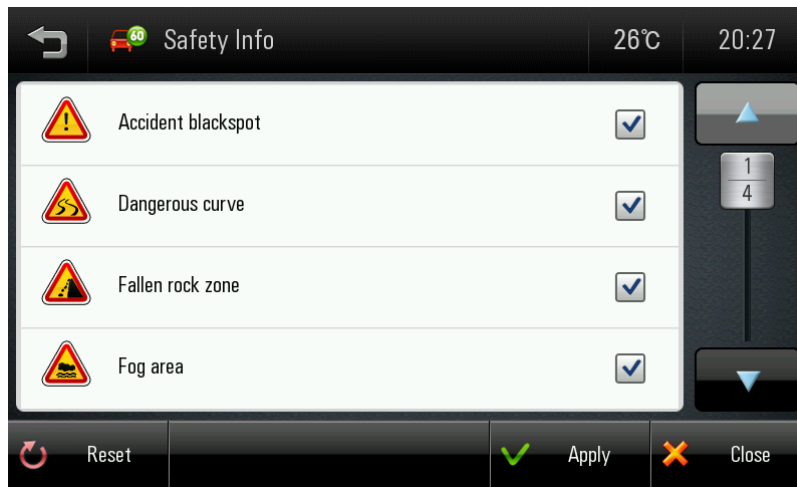 60 Safety Info 26℃ 20:27
Accident blackspot
1
4
Dangerous curve
Fallen rock zone
Fog area
Reset Apply Close